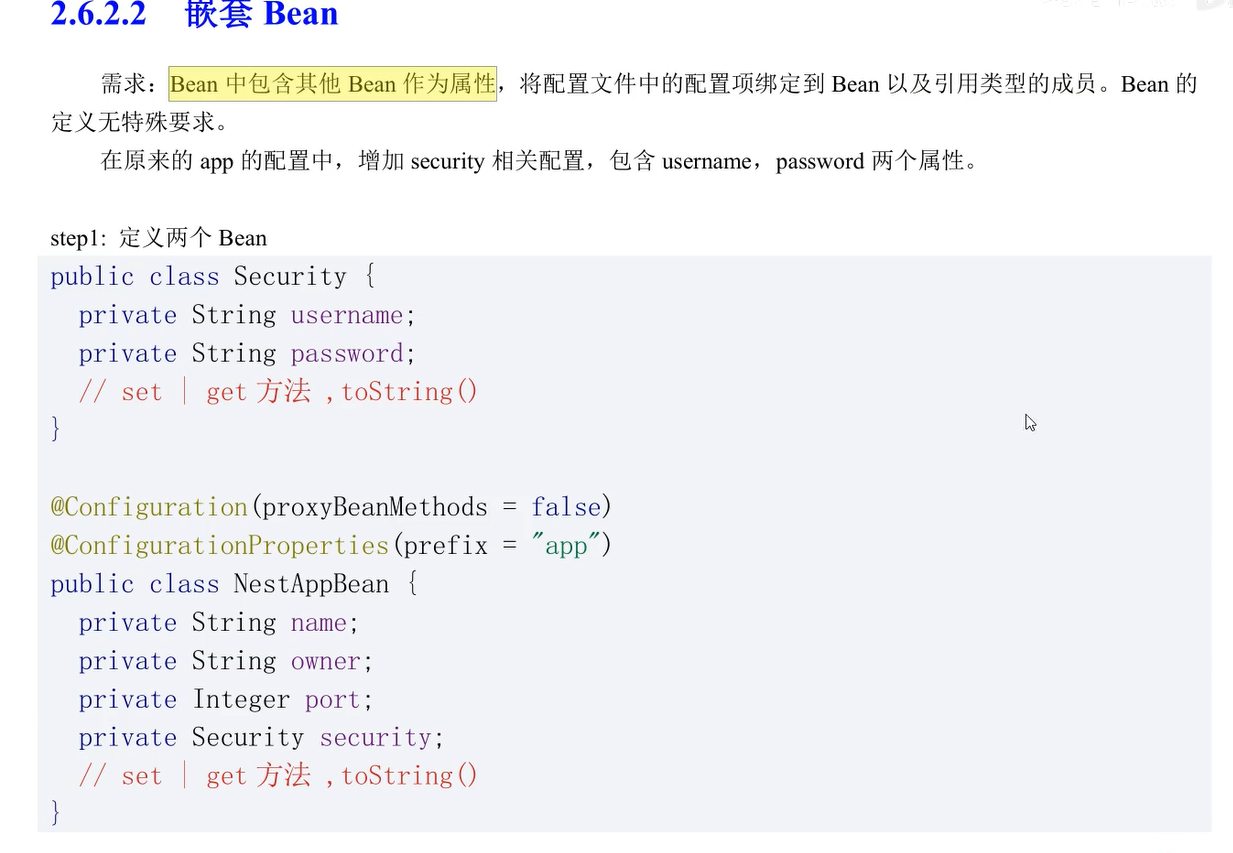 2.6.2.2 嵌套 Bean
需求：Bean 中包含其他 Bean 作为属性，将配置文件中的配置项绑定到 Bean 以及引用类型的成员。Bean 的
定义无特殊要求。
在原来的 app 的配置中，增加 security 相关配置，包含 username，password 两个属性。
step1: 定义两个 Bean
public class Security {
private String username;
private String password;
// set | get 方法 ,toString()
}
@Configuration(proxyBeanMethods = false)
@ConfigurationProperties(prefix = "app")
public class NestAppBean {
private String name;
private String owner;
private Integer port;
private Security security;
// set | get 方法 ,toString()
}